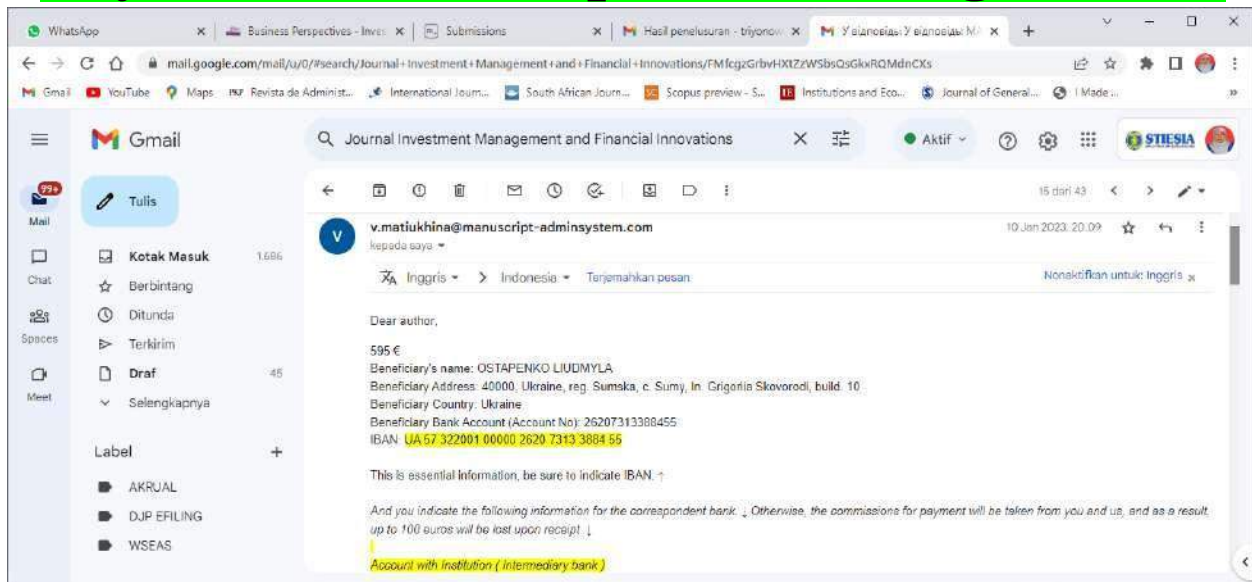 WhatsApp
Business Perspectives - Inves
Submissions
Hasil penelusuran - triyonow
У відповідь: У відповідь: M
mail.google.com/mail/u/0/#search/Journal+Investment+Management+and+Financial+Innovations/
Gmail
YouTube
Maps
Revista de Administ...
International Journ...
South African Journ...
Scopus preview - S...
Institutions and Eco...
Journal of General...
I Made ...
Gmail
Journal Investment Management and Financial Innovations
Aktif
STIESIA
99+
Mail
Chat
Spaces
Meet
Tulis
Kotak Masuk 1.686
Berbintang
Ditunda
Terkirim
Draf 45
Selengkapnya
Label
AKRUAL
DJP EFILING
WSEAS
15 dari 43
V
v.matiukhina@manuscript-adminsystem.com
10 Jan 2023, 20.09
kepada saya
Inggris > Indonesia Terjemahkan pesan
Nonaktifkan untuk: Inggris x
Dear author,
595 €
Beneficiary's name: OSTAPENKO LIUDMYLA
Beneficiary Address: 40000, Ukraine, reg. Sumska, c. Sumy, ln. Grigoriia Skovorodi, build. 10
Beneficiary Country: Ukraine
Beneficiary Bank Account (Account No): 26207313388455
IBAN: UA 57 322001 00000 2620 7313 3884 55
This is essential information, be sure to indicate IBAN. ↑
And you indicate the following information for the correspondent bank. ↓ Otherwise, the commissions for payment will be taken from you and us, and as a result,
up to 100 euros will be lost upon receipt. ↓
Account with Institution ( Intermediary bank )